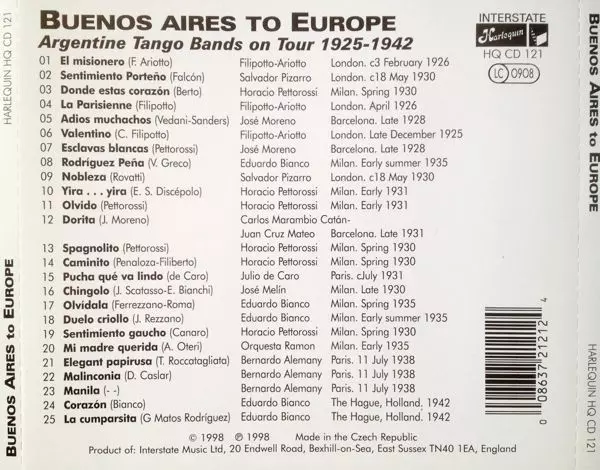 BUENOS AIRES TO EUROPE
Argentine Tango Bands on Tour 1925-1942
INTERSTATE
Harlequin
HQ CD 121
LC 0908
01 El misionero (F. Ariotto) Filipotto-Ariotto London. c3 February 1926
02 Sentimiento Porteño (Falcón) Salvador Pizarro London. c18 May 1930
03 Donde estas corazón (Berto) Horacio Pettorossi Milan. Spring 1930
04 La Parisienne (Filipotto) Filipotto-Ariotto London. April 1926
05 Adios muchachos (Vedani-Sanders) José Moreno Barcelona. Late 1928
06 Valentino (C. Filipotto) Filipotto-Ariotto London. Late December 1925
07 Esclavas blancas (Pettorossi) José Moreno Barcelona. Late 1928
08 Rodríguez Peña (V. Greco) Eduardo Bianco Milan. Early summer 1935
09 Nobleza (Rovatti) Salvador Pizarro London. c18 May 1930
10 Yira . . . yira (E. S. Discépolo) Horacio Pettorossi Milan. Early 1931
11 Olvido (Pettorossi) Horacio Pettorossi Milan. Early 1931
12 Dorita (J. Moreno) Carlos Marambio Catán-
Juan Cruz Mateo Barcelona. Late 1931
13 Spagnolito (Pettorossi) Horacio Pettorossi Milan. Spring 1930
14 Caminito (Penaloza-Filiberto) Horacio Pettorossi Milan. Spring 1930
15 Pucha qué va lindo (de Caro) Julio de Caro Paris. cJuly 1931
16 Chingolo (J. Scatasso-E. Bianchi) José Melín Milan. Late 1930
17 Olvídala (Ferrezzano-Roma) Eduardo Bianco Milan. Spring 1935
18 Duelo criollo (J. Rezzano) Eduardo Bianco Milan. Early summer 1935
19 Sentimiento gaucho (Canaro) Horacio Pettorossi Milan. Spring 1930
20 Mi madre querida (A. Oteri) Orquesta Ramon Milan. Early 1935
21 Elegant papirusa (T. Roccatagliata) Bernardo Alemany Paris. 11 July 1938
22 Malinconia (D. Caslar) Bernardo Alemany Paris. 11 July 1938
23 Manila (- -) Bernardo Alemany Paris. 11 July 1938
24 Corazón (Bianco) Eduardo Bianco The Hague, Holland. 1942
25 La cumparsita (G Matos Rodríguez) Eduardo Bianco The Hague, Holland. 1942
© 1998 ℗ 1998 Made in the Czech Republic
Product of: Interstate Music Ltd, 20 Endwell Road, Bexhill-on-Sea, East Sussex TN40 1EA, England
0 08637 21212 4
HARLEQUIN HQ CD 121
BUENOS AIRES to EUROPE
BUENOS AIRES to EUROPE
HARLEQUIN HQ CD 121